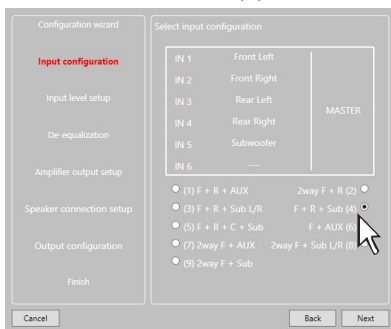 Configuration wizard
Input configuration
Input level setup
De-equalization
Amplifier output setup
Speaker connection setup
Output configuration
Finish
Select input configuration
IN 1 Front Left
IN 2 Front Right
IN 3 Rear Left
IN 4 Rear Right
IN 5 Subwoofer
IN 6 ---
MASTER
(1) F + R + AUX 2way F + R (2)
(3) F + R + Sub L/R F + R + Sub (4)
(5) F + R + C + Sub F + AUX (6)
(7) 2way F + AUX 2way F + Sub L/R (8)
(9) 2way F + Sub
Cancel Back Next